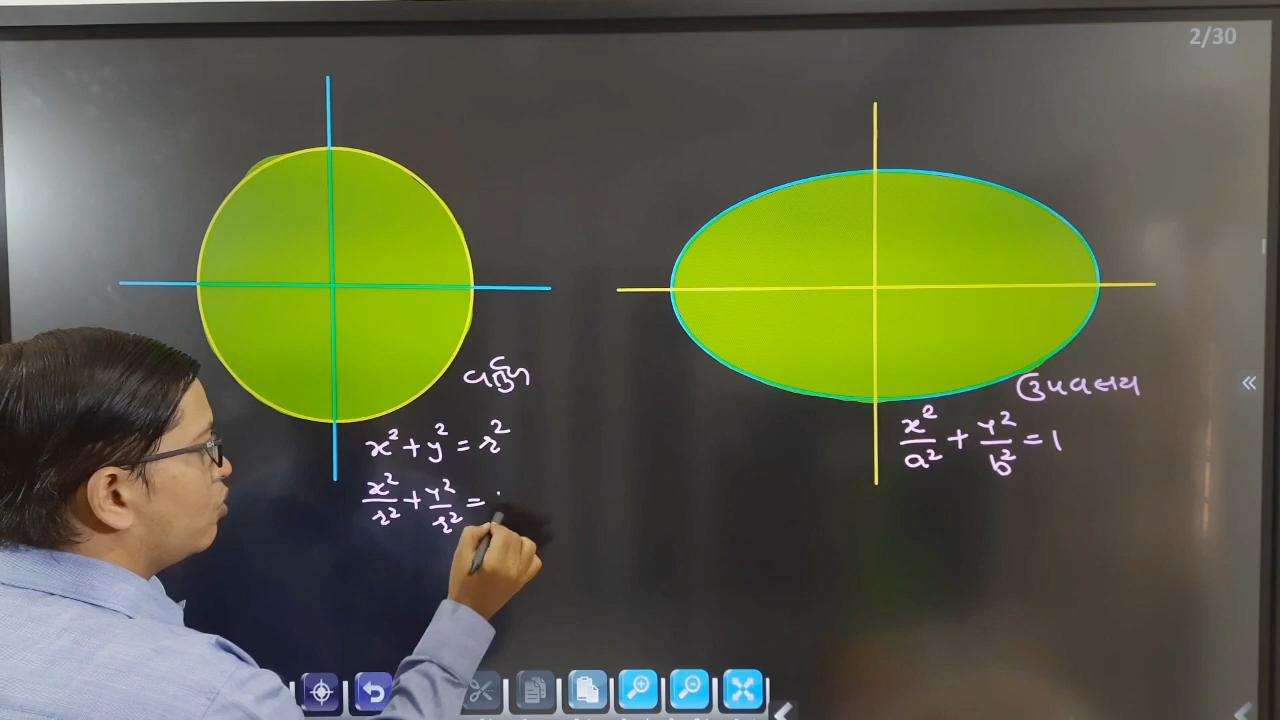 2/30
વર્તુળ
x² + y² = r²
x²/r² + y²/r² =
ઉપવલય
x²/a² + y²/b² = 1